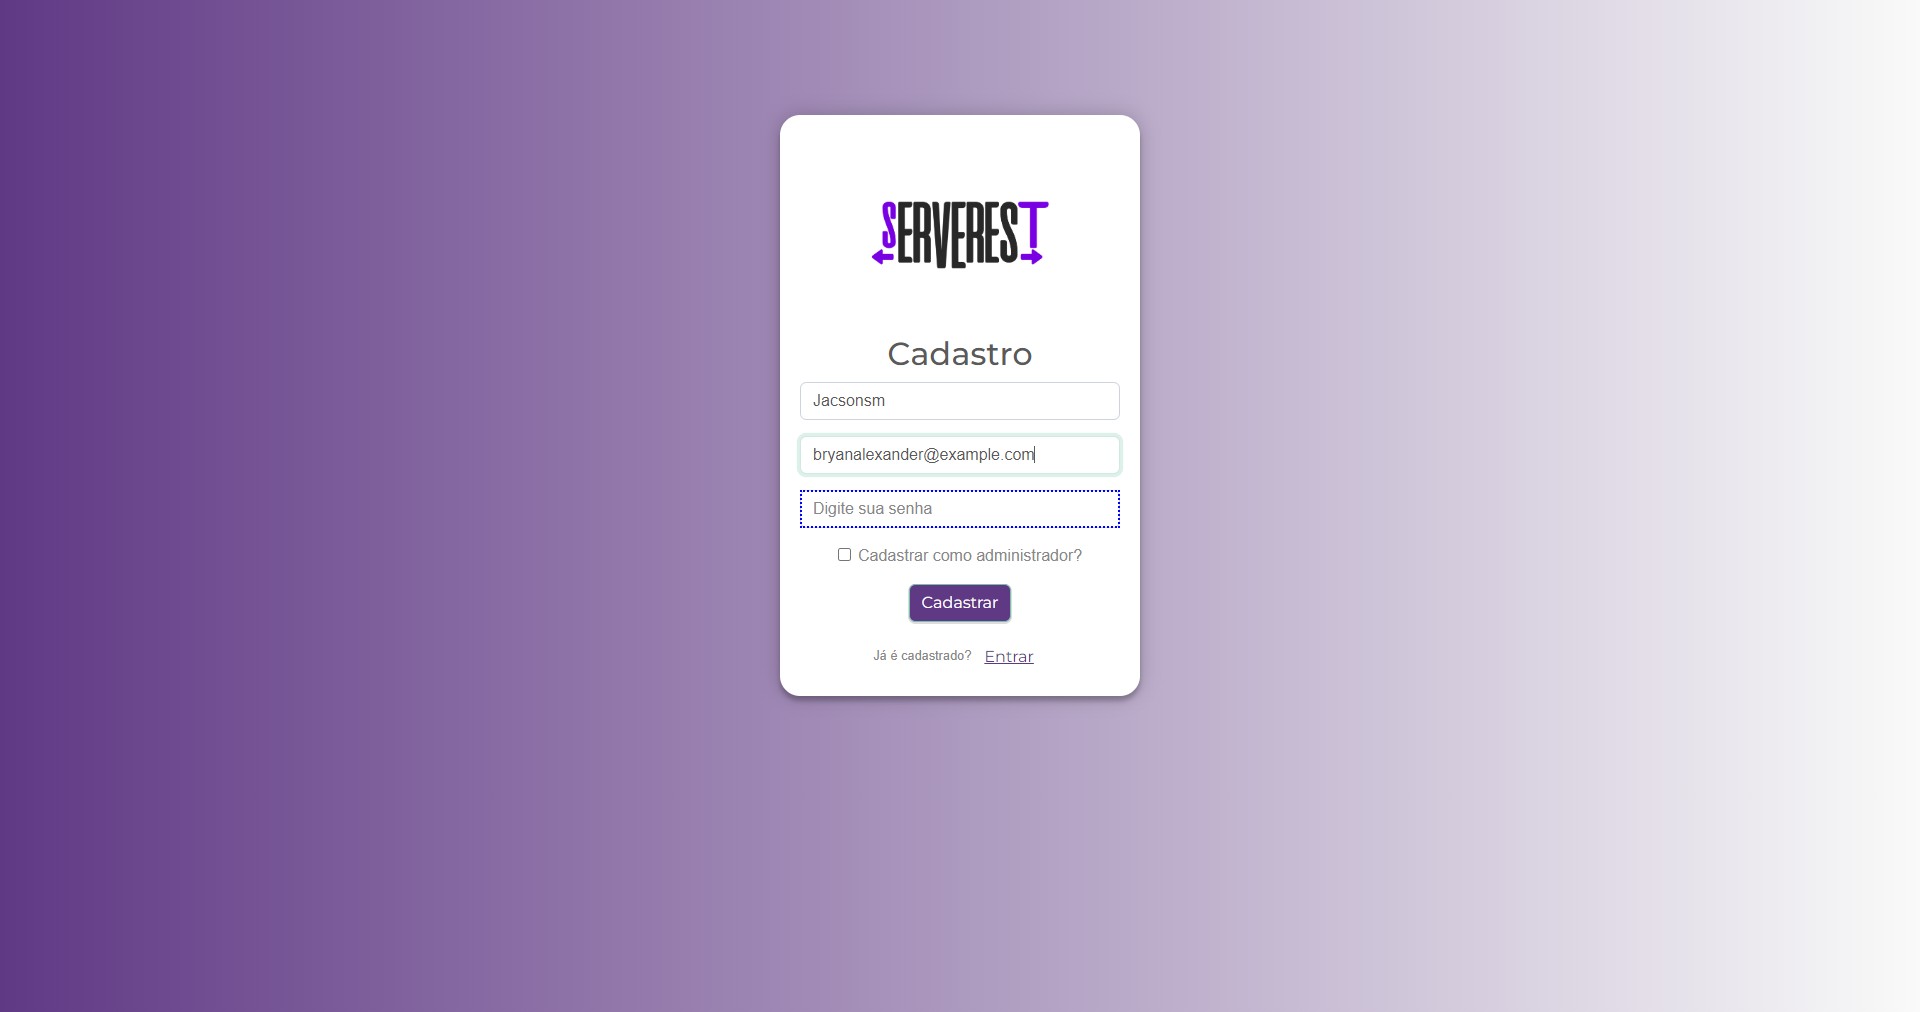 SERVEREST
Cadastro
Jacsonsm
bryanalexander@example.com
Digite sua senha
Cadastrar como administrador?
Cadastrar
Já é cadastrado? Entrar